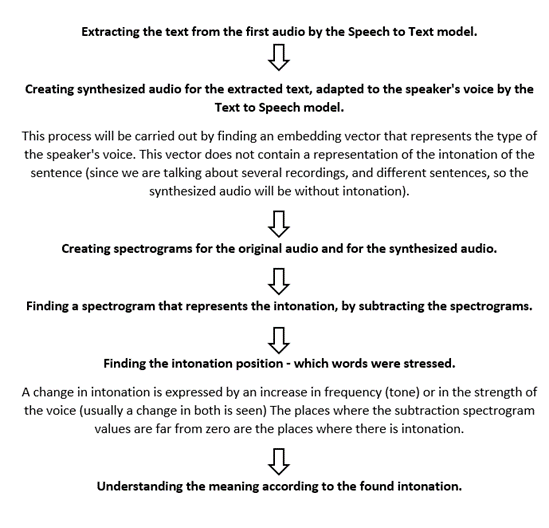 Extracting the text from the first audio by the Speech to Text model.
Creating synthesized audio for the extracted text, adapted to the speaker's voice by the
Text to Speech model.
This process will be carried out by finding an embedding vector that represents the type of
the speaker's voice. This vector does not contain a representation of the intonation of the
sentence (since we are talking about several recordings, and different sentences, so the
synthesized audio will be without intonation).
Creating spectrograms for the original audio and for the synthesized audio.
Finding a spectrogram that represents the intonation, by subtracting the spectrograms.
Finding the intonation position - which words were stressed.
A change in intonation is expressed by an increase in frequency (tone) or in the strength of
the voice (usually a change in both is seen) The places where the subtraction spectrogram
values are far from zero are the places where there is intonation.
Understanding the meaning according to the found intonation.